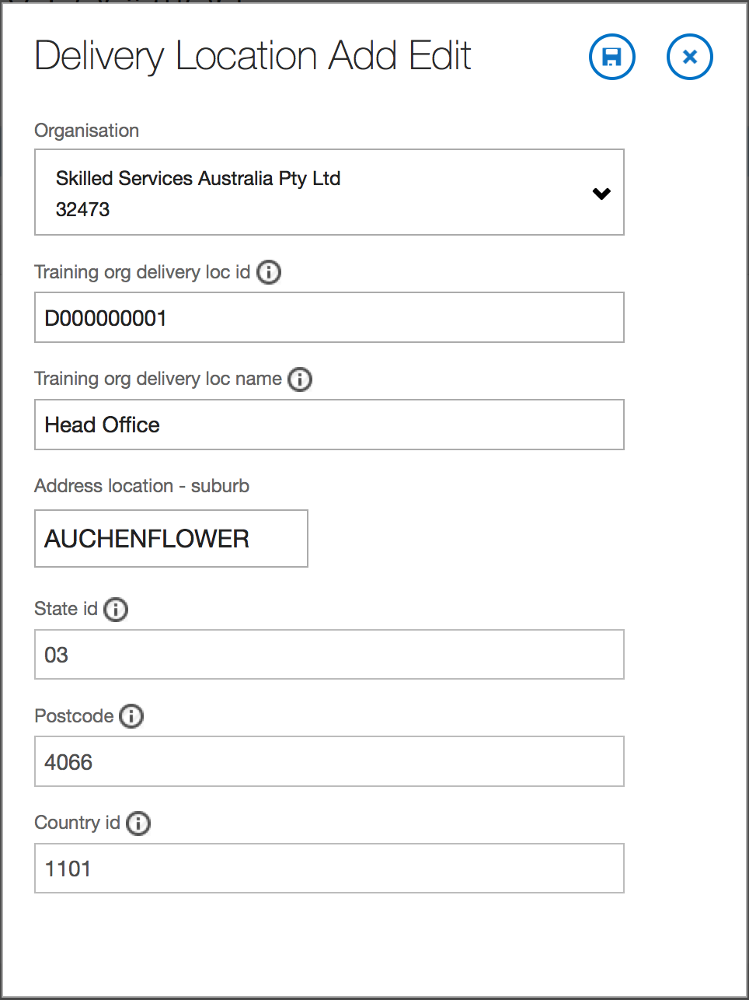 Delivery Location Add Edit
Organisation
Skilled Services Australia Pty Ltd
32473
Training org delivery loc id
D000000001
Training org delivery loc name
Head Office
Address location - suburb
AUCHENFLOWER
State id
03
Postcode
4066
Country id
1101